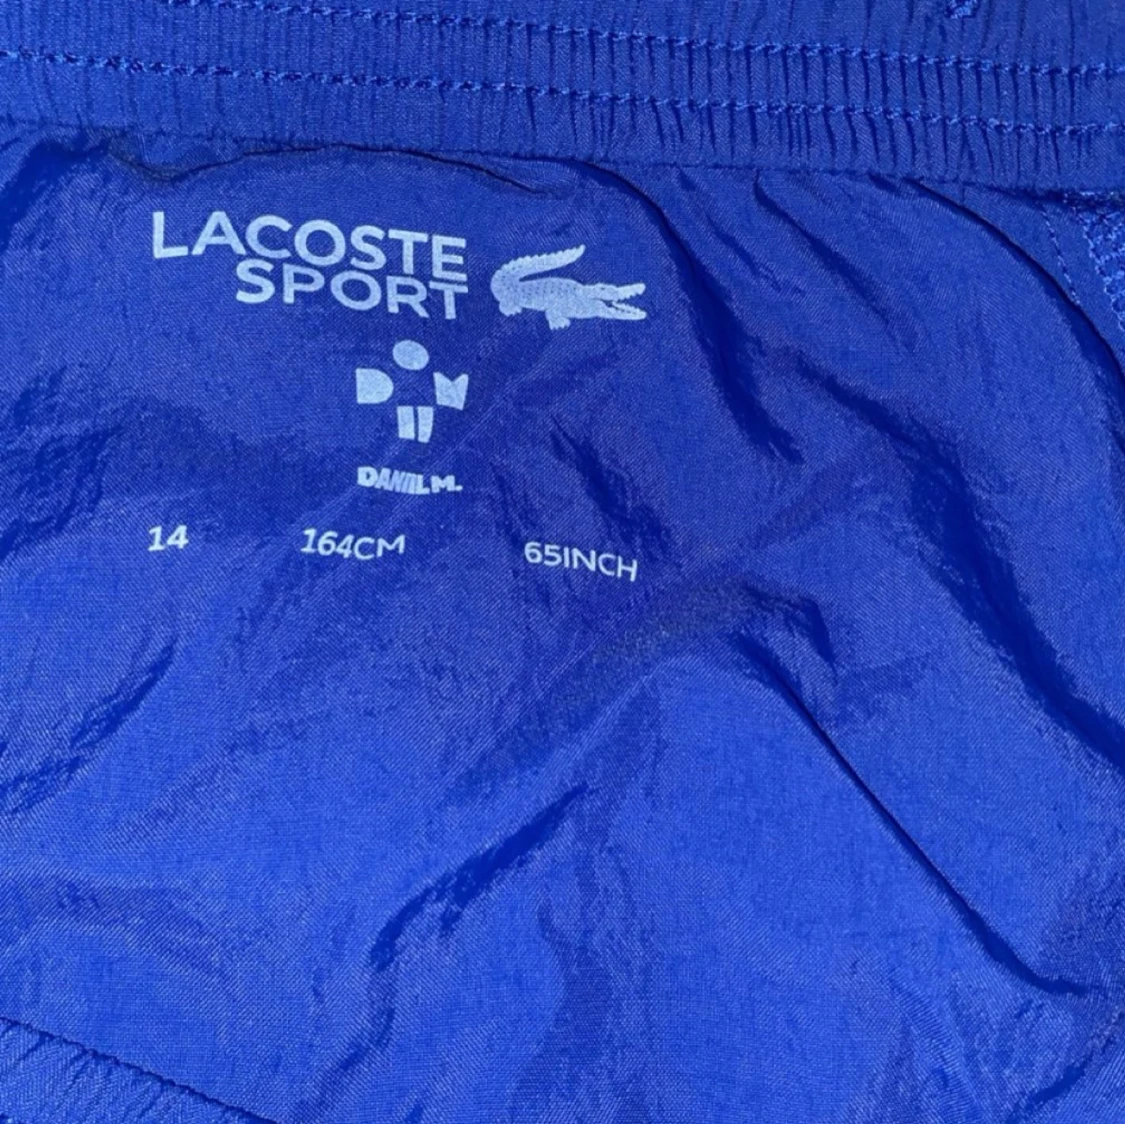 LACOSTE
SPORT
D M
DANIIL M.
14 164CM 65INCH